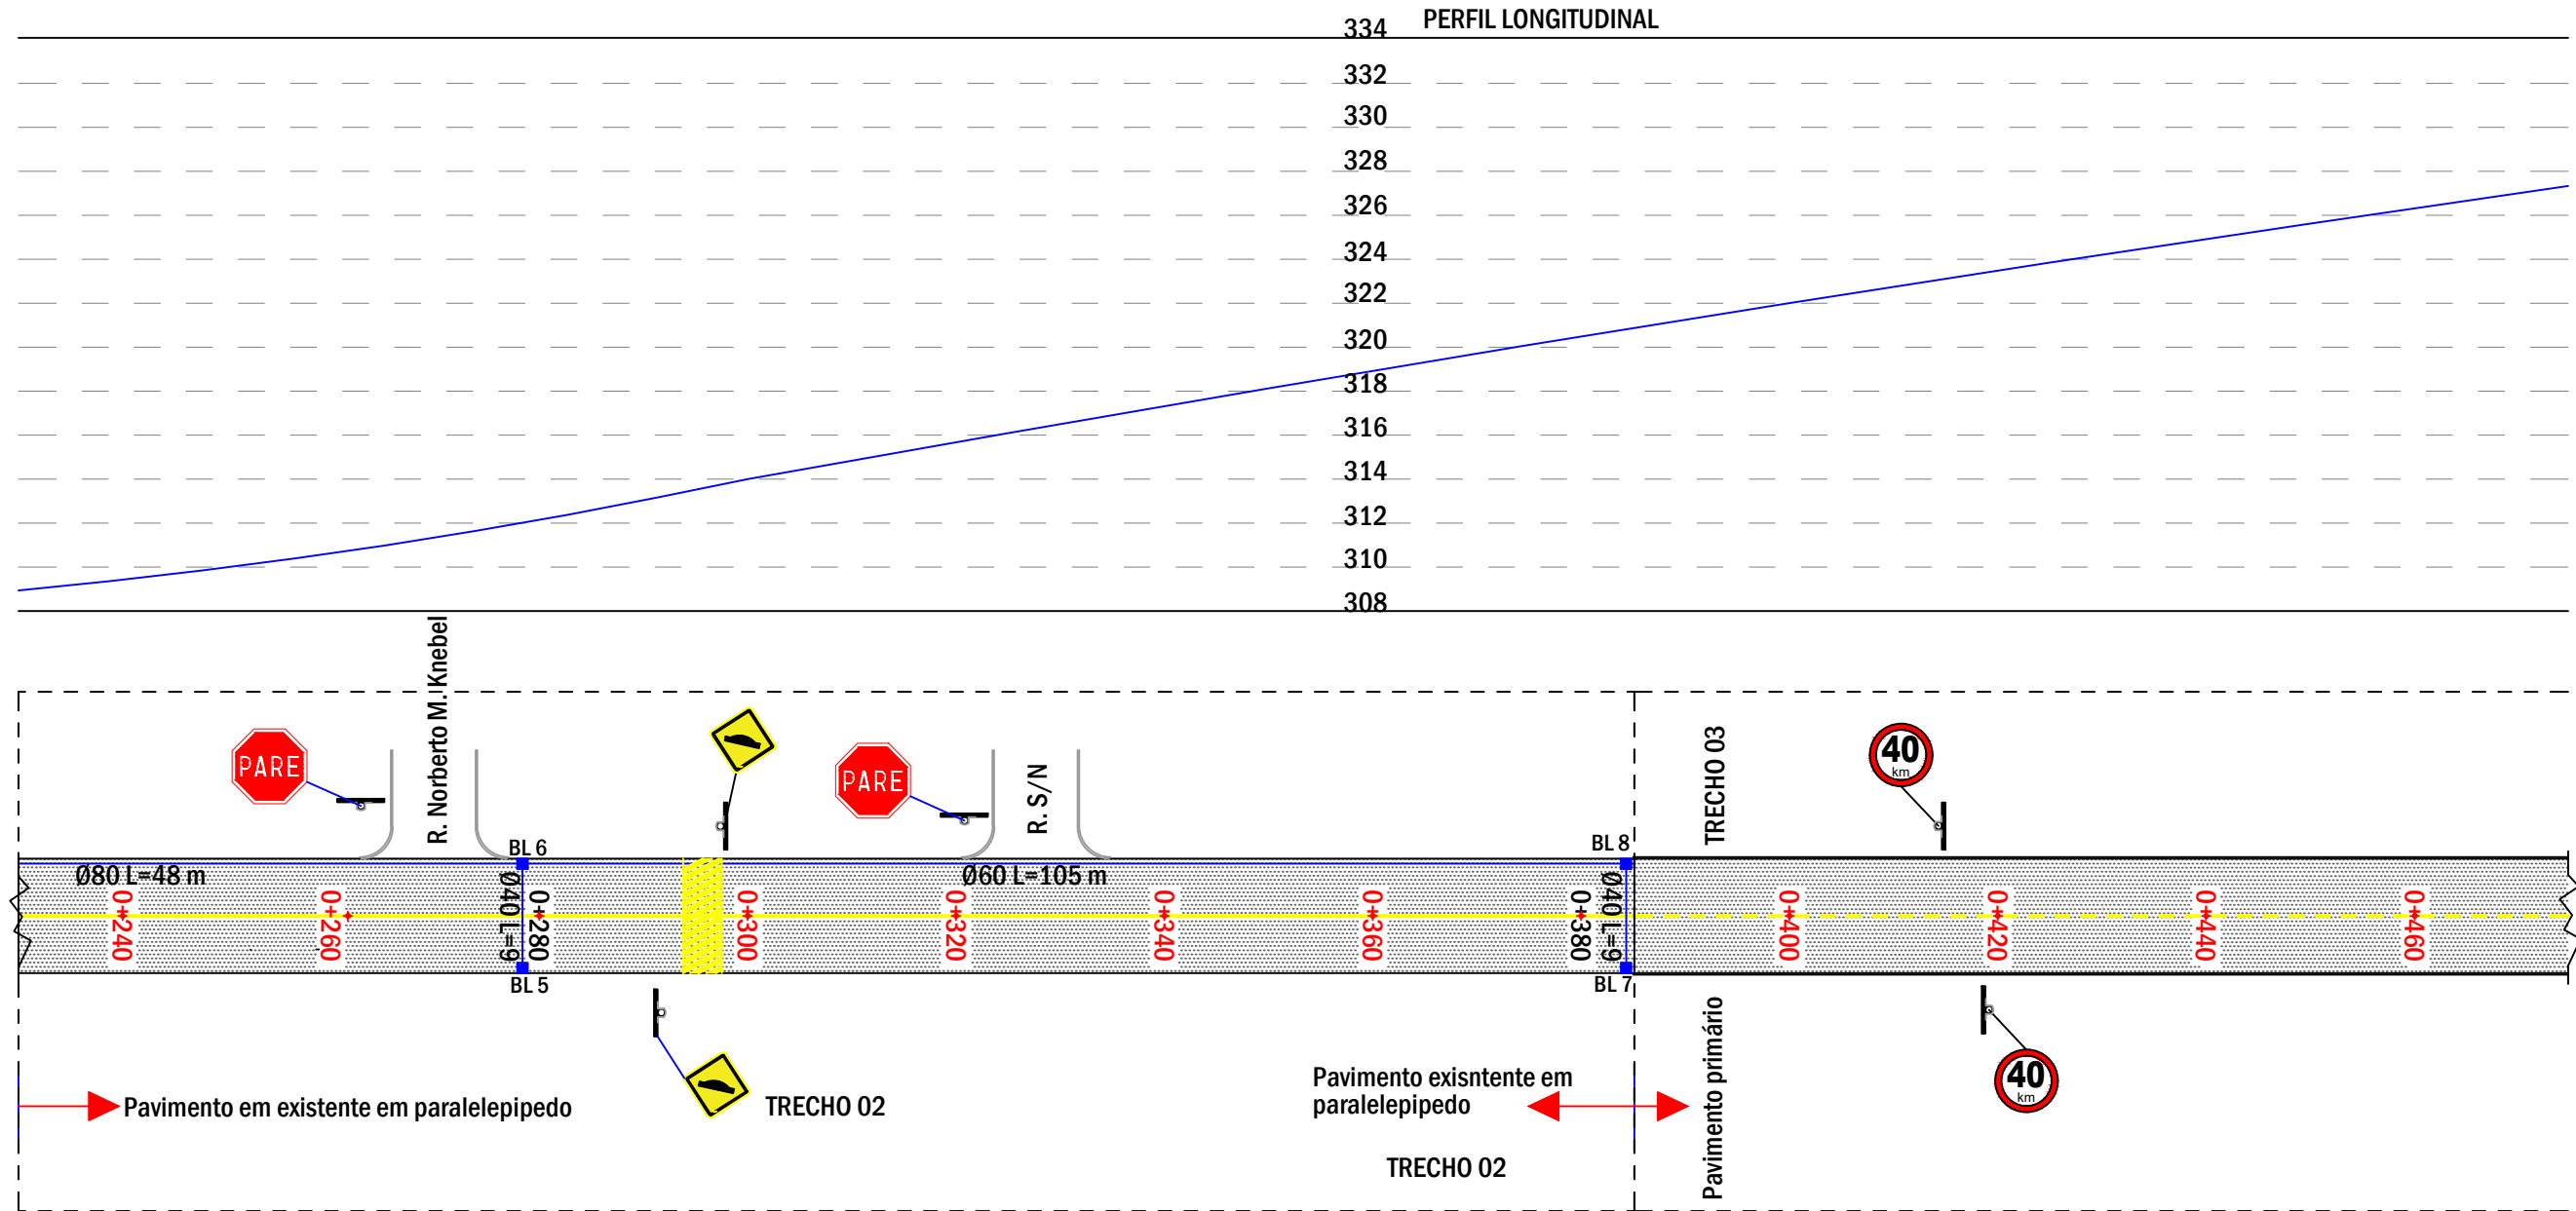 PERFIL LONGITUDINAL
334
332
330
328
326
324
322
320
318
316
314
312
310
308
R. Norberto M. Knebel
PARE
PARE
R. S/N
TRECHO 03
40
km
BL 6
BL 8
Ø80 L=48 m
Ø60 L=105 m
0+240
0+260
Ø40 L=9
0+280
0+300
0+320
0+340
0+360
0+380
Ø40 L=9
0+400
0+420
0+440
0+460
BL 5
BL 7
Pavimento em existente em paralelepipedo
TRECHO 02
Pavimento exisntente em
paralelepipedo
TRECHO 02
Pavimento primário
40
km